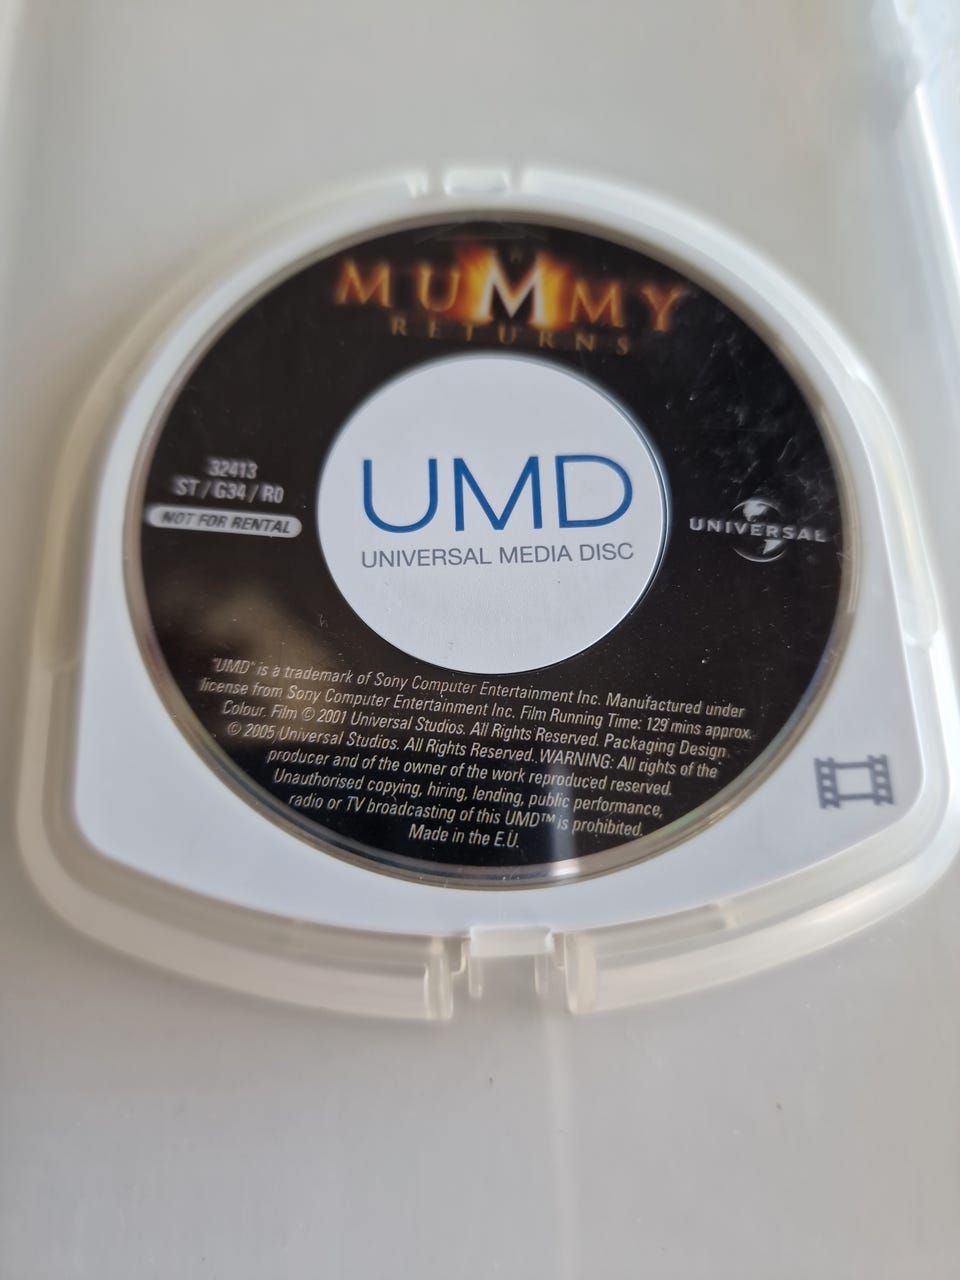 MUMMY
RETURNS
32413
ST / G34 / R0
NOT FOR RENTAL
UMD
UNIVERSAL MEDIA DISC
UNIVERSAL
"UMD" is a trademark of Sony Computer Entertainment Inc. Manufactured under
license from Sony Computer Entertainment Inc. Film Running Time: 129 mins approx.
Colour. Film © 2001 Universal Studios. All Rights Reserved. Packaging Design
© 2005 Universal Studios. All Rights Reserved. WARNING: All rights of the
producer and of the owner of the work reproduced reserved.
Unauthorised copying, hiring, lending, public performance,
radio or TV broadcasting of this UMD™ is prohibited.
Made in the E.U.